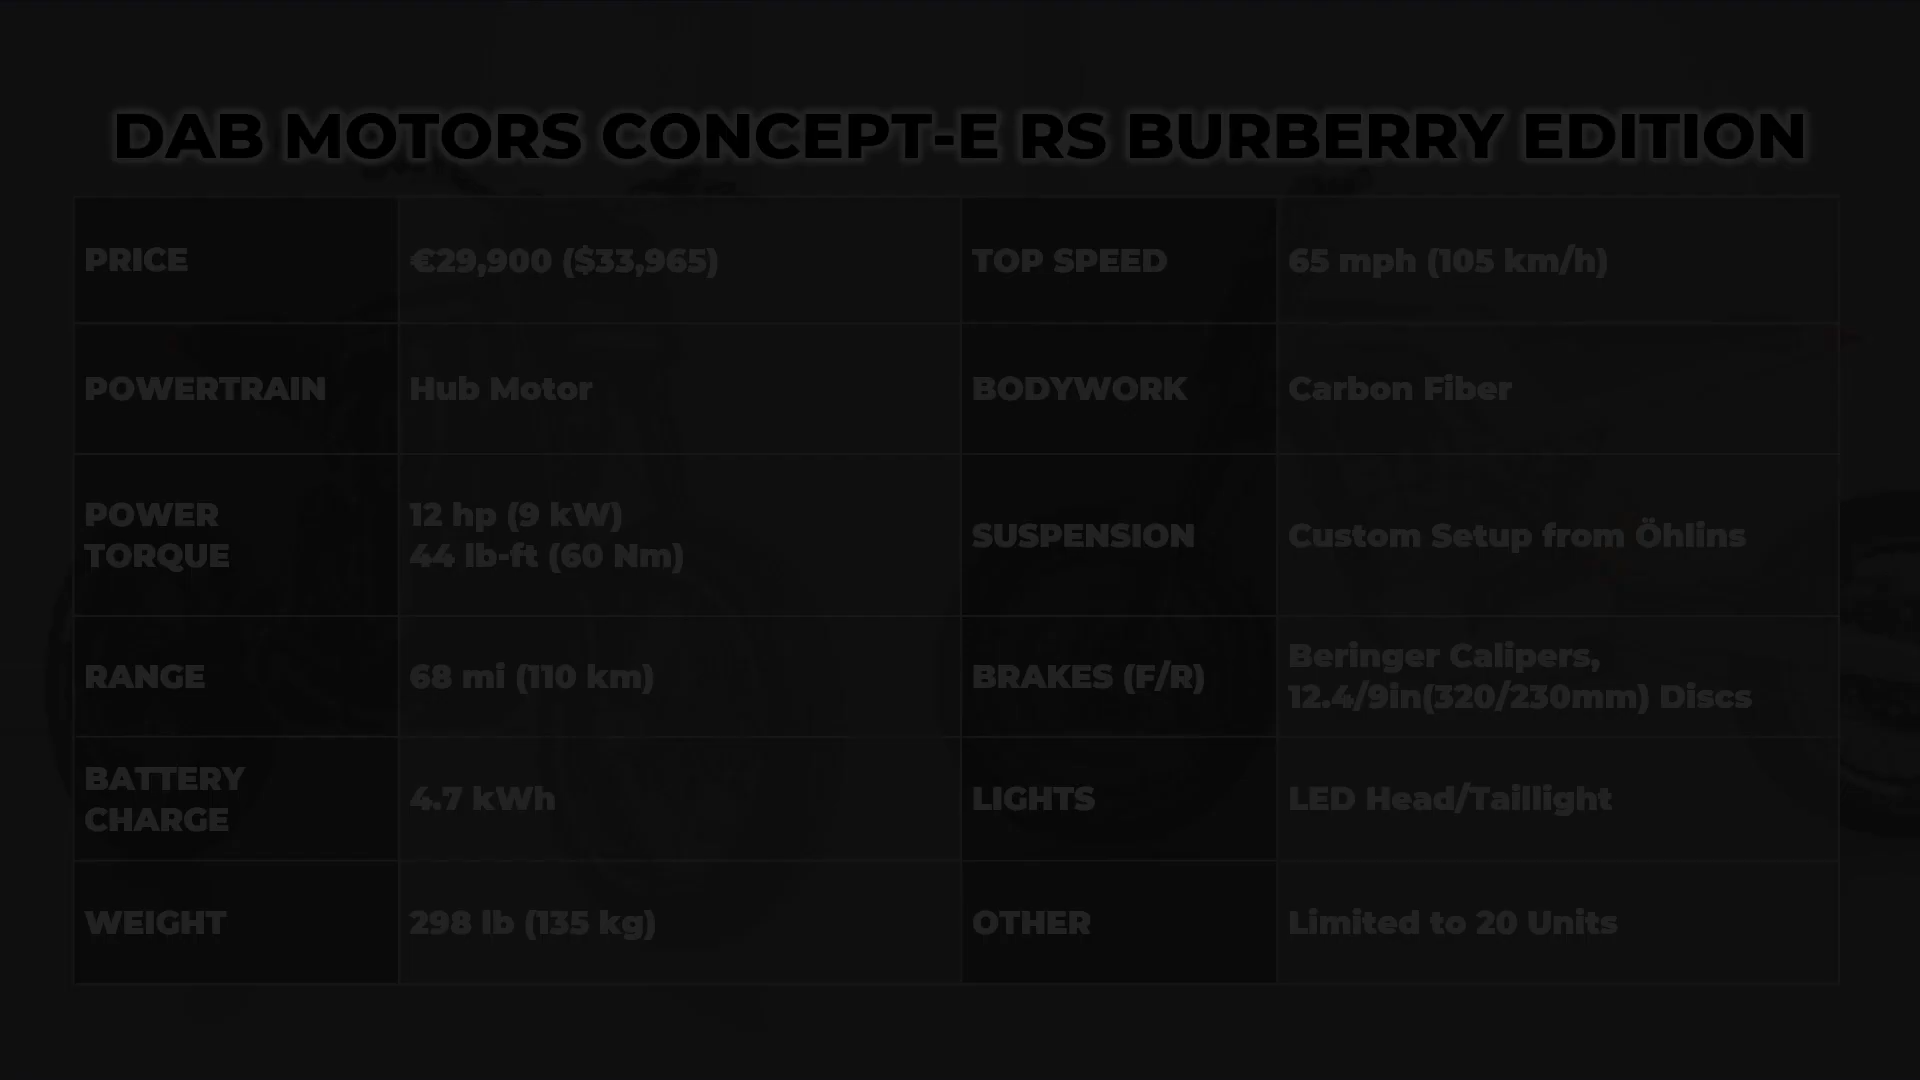 DAB MOTORS CONCEPT-E RS BURBERRY EDITION
PRICE
€29,900 ($33,965)
TOP SPEED
65 mph (105 km/h)
POWERTRAIN
Hub Motor
BODYWORK
Carbon Fiber
POWER
TORQUE
12 hp (9 kW)
44 lb-ft (60 Nm)
SUSPENSION
Custom Setup from Öhlins
RANGE
68 mi (110 km)
BRAKES (F/R)
Beringer Calipers,
12.4/9in(320/230mm) Discs
BATTERY
CHARGE
4.7 kWh
LIGHTS
LED Head/Taillight
WEIGHT
298 lb (135 kg)
OTHER
Limited to 20 Units